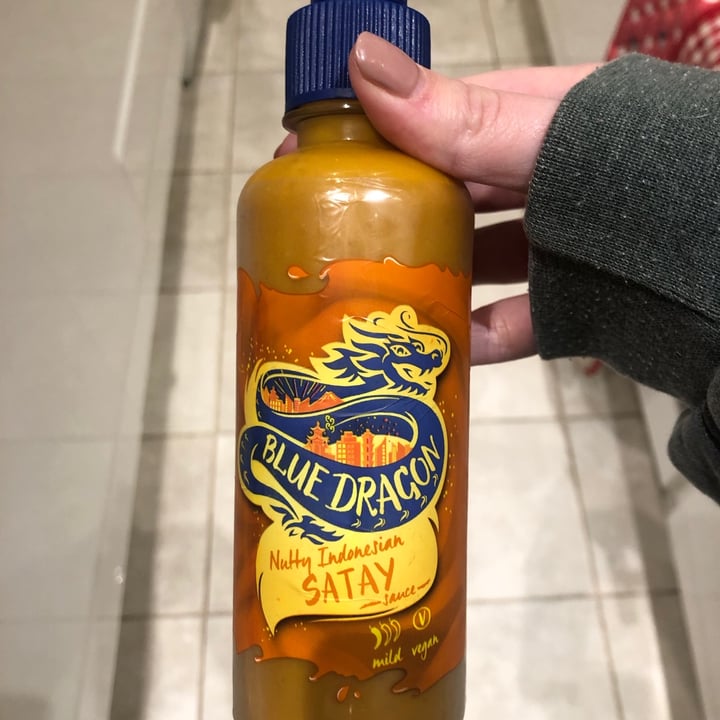 BLUE DRAGON
Nutty Indonesian
SATAY
sauce
V
mild vegan